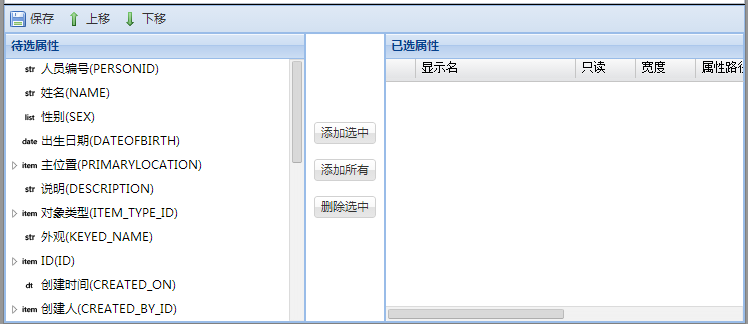 保存 上移 下移
待选属性
str 人员编号(PERSONID)
str 姓名(NAME)
list 性别(SEX)
date 出生日期(DATEOFBIRTH)
item 主位置(PRIMARYLOCATION)
str 说明(DESCRIPTION)
item 对象类型(ITEM_TYPE_ID)
str 外观(KEYED_NAME)
item ID(ID)
dt 创建时间(CREATED_ON)
item 创建人(CREATED_BY_ID)
添加选中
添加所有
删除选中
已选属性
显示名 只读 宽度 属性路径